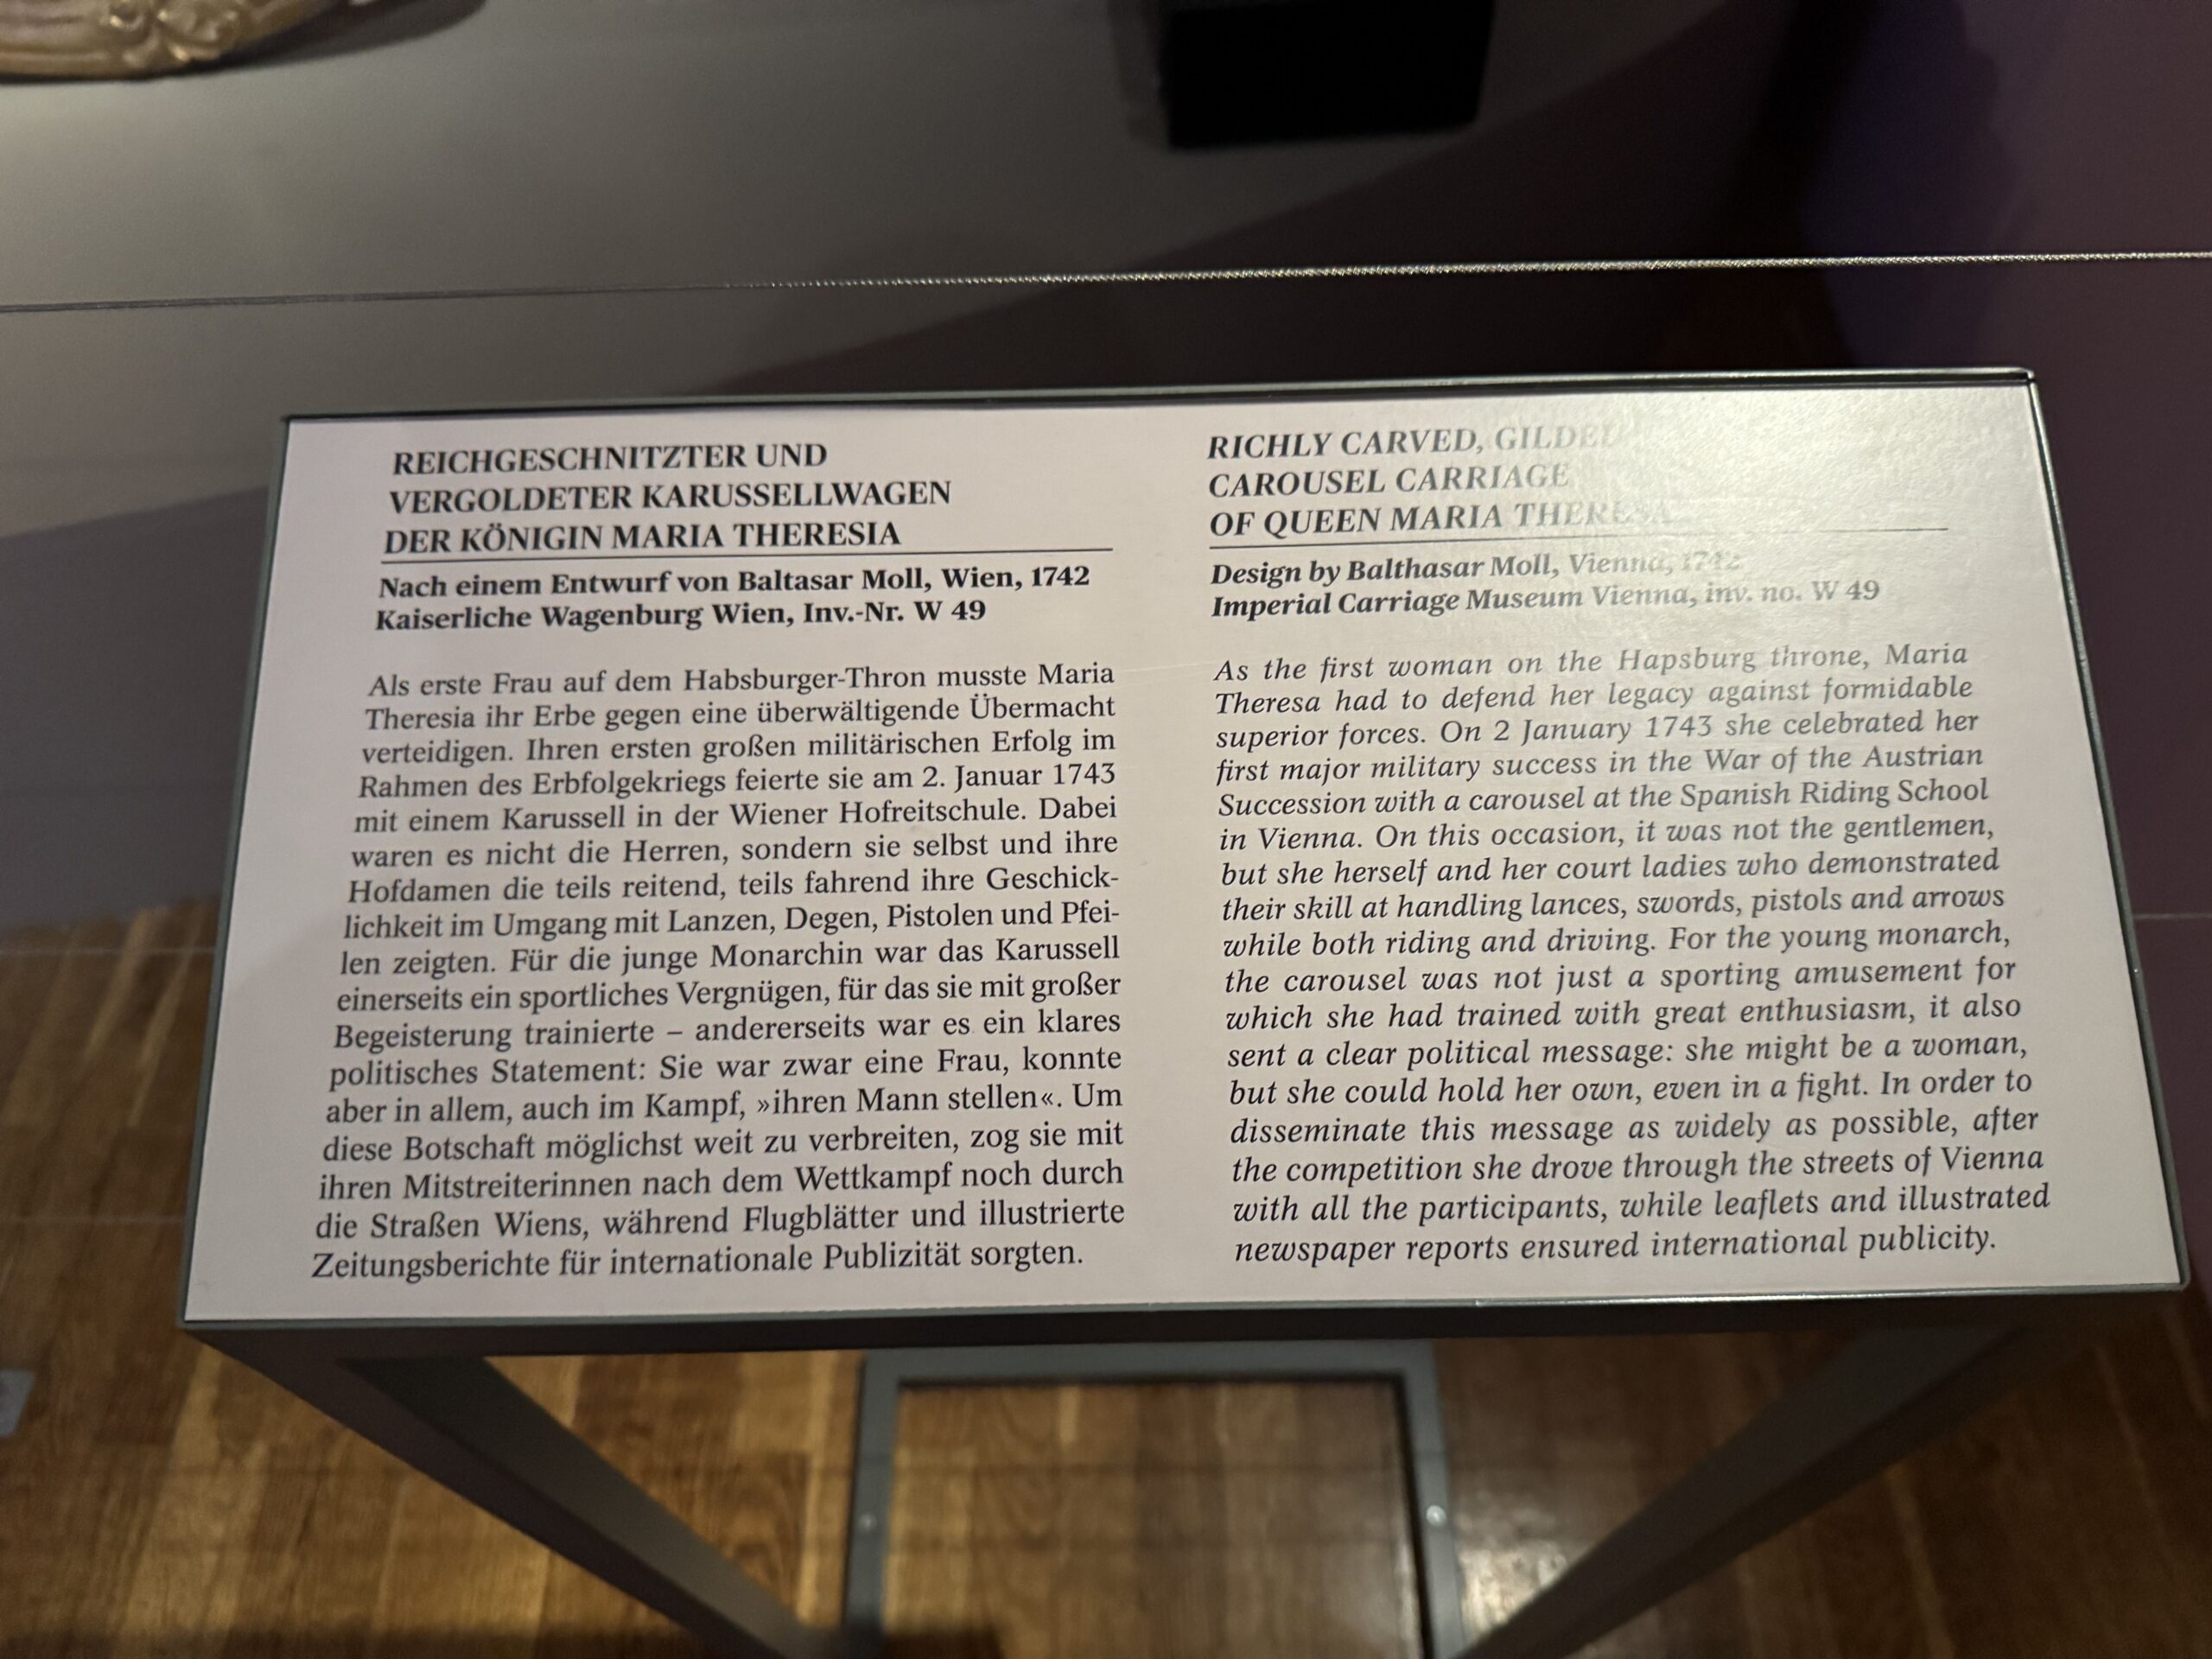 REICHGESCHNITZTER UND
VERGOLDETER KARUSSELLWAGEN
DER KÖNIGIN MARIA THERESIA
Nach einem Entwurf von Baltasar Moll, Wien, 1742
Kaiserliche Wagenburg Wien, Inv.-Nr. W 49
Als erste Frau auf dem Habsburger-Thron musste Maria
Theresia ihr Erbe gegen eine überwältigende Übermacht
verteidigen. Ihren ersten großen militärischen Erfolg im
Rahmen des Erbfolgekriegs feierte sie am 2. Januar 1743
mit einem Karussell in der Wiener Hofreitschule. Dabei
waren es nicht die Herren, sondern sie selbst und ihre
Hofdamen die teils reitend, teils fahrend ihre Geschick-
lichkeit im Umgang mit Lanzen, Degen, Pistolen und Pfei-
len zeigten. Für die junge Monarchin war das Karussell
einerseits ein sportliches Vergnügen, für das sie mit großer
Begeisterung trainierte – andererseits war es ein klares
politisches Statement: Sie war zwar eine Frau, konnte
aber in allem, auch im Kampf, »ihren Mann stellen«. Um
diese Botschaft möglichst weit zu verbreiten, zog sie mit
ihren Mitstreiterinnen nach dem Wettkampf noch durch
die Straßen Wiens, während Flugblätter und illustrierte
Zeitungsberichte für internationale Publizität sorgten.
RICHLY CARVED, GILDED
CAROUSEL CARRIAGE
OF QUEEN MARIA THERESA
Design by Balthasar Moll, Vienna, 1742
Imperial Carriage Museum Vienna, inv. no. W 49
As the first woman on the Hapsburg throne, Maria
Theresa had to defend her legacy against formidable
superior forces. On 2 January 1743 she celebrated her
first major military success in the War of the Austrian
Succession with a carousel at the Spanish Riding School
in Vienna. On this occasion, it was not the gentlemen,
but she herself and her court ladies who demonstrated
their skill at handling lances, swords, pistols and arrows
while both riding and driving. For the young monarch,
the carousel was not just a sporting amusement for
which she had trained with great enthusiasm, it also
sent a clear political message: she might be a woman,
but she could hold her own, even in a fight. In order to
disseminate this message as widely as possible, after
the competition she drove through the streets of Vienna
with all the participants, while leaflets and illustrated
newspaper reports ensured international publicity.